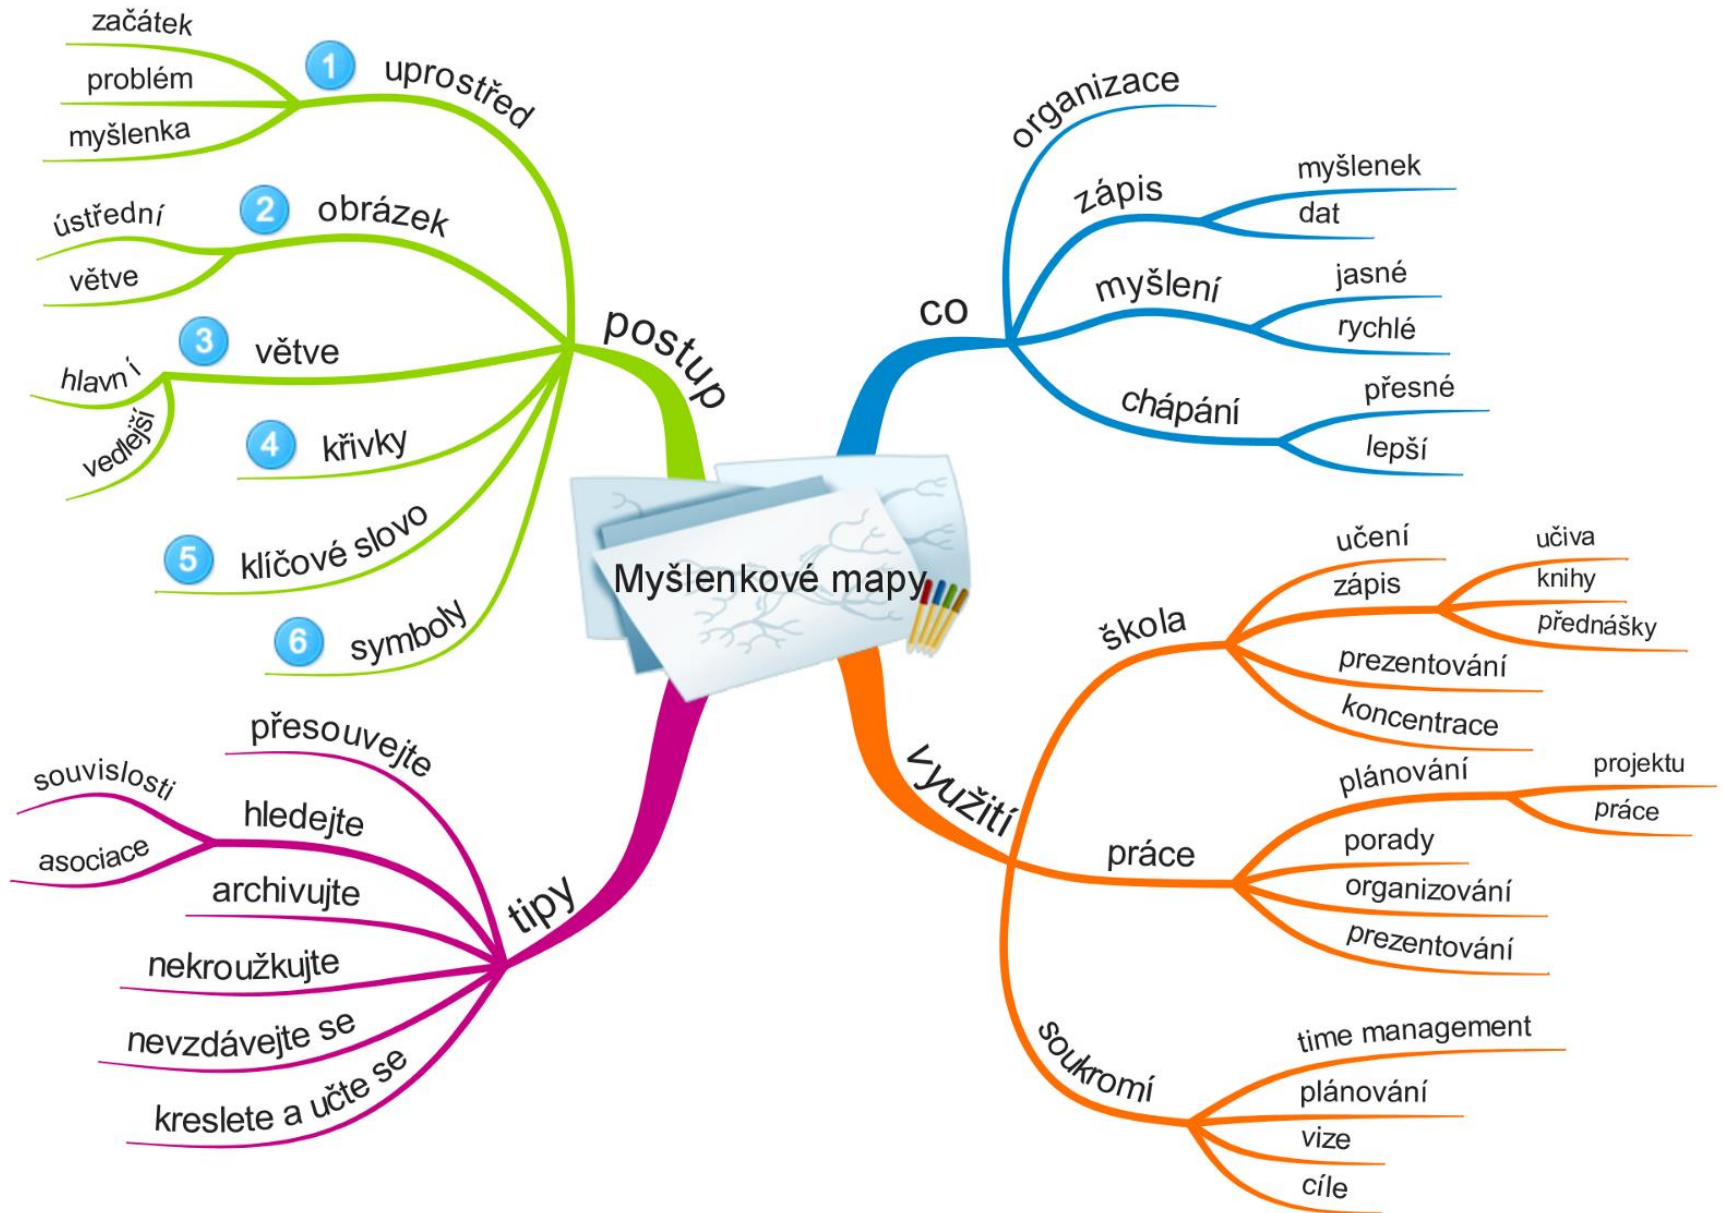 Myšlenkové mapy
co
organizace
zápis
myšlenek
dat
myšlení
jasné
rychlé
chápání
přesné
lepší
využití
škola
učení
zápis
učiva
knihy
přednášky
prezentování
koncentrace
práce
plánování
projektu
práce
porady
organizování
prezentování
soukromí
time management
plánování
vize
cíle
tipy
přesouvejte
hledejte
souvislosti
asociace
archivujte
nekroužkujte
nevzdávejte se
kreslete a učte se
postup
1 uprostřed
začátek
problém
myšlenka
2 obrázek
ústřední
větve
3 větve
hlavní
vedlejší
4 křivky
5 klíčové slovo
6 symboly